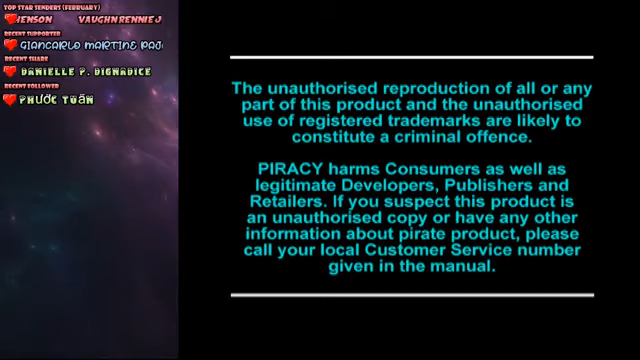 TOP STAR SENDERS (FEBRUARY)
HENSON VAUGHNRENNIEJ
RECENT SUPPORTER
GIANCARLO MARTINE PAJ
RECENT SHARE
DANIELLE P. DIGNADICE
RECENT FOLLOWED
PHƯỚC TUẤN
The unauthorised reproduction of all or any
part of this product and the unauthorised
use of registered trademarks are likely to
constitute a criminal offence.
PIRACY harms Consumers as well as
legitimate Developers, Publishers and
Retailers. If you suspect this product is
an unauthorised copy or have any other
information about pirate product, please
call your local Customer Service number
given in the manual.